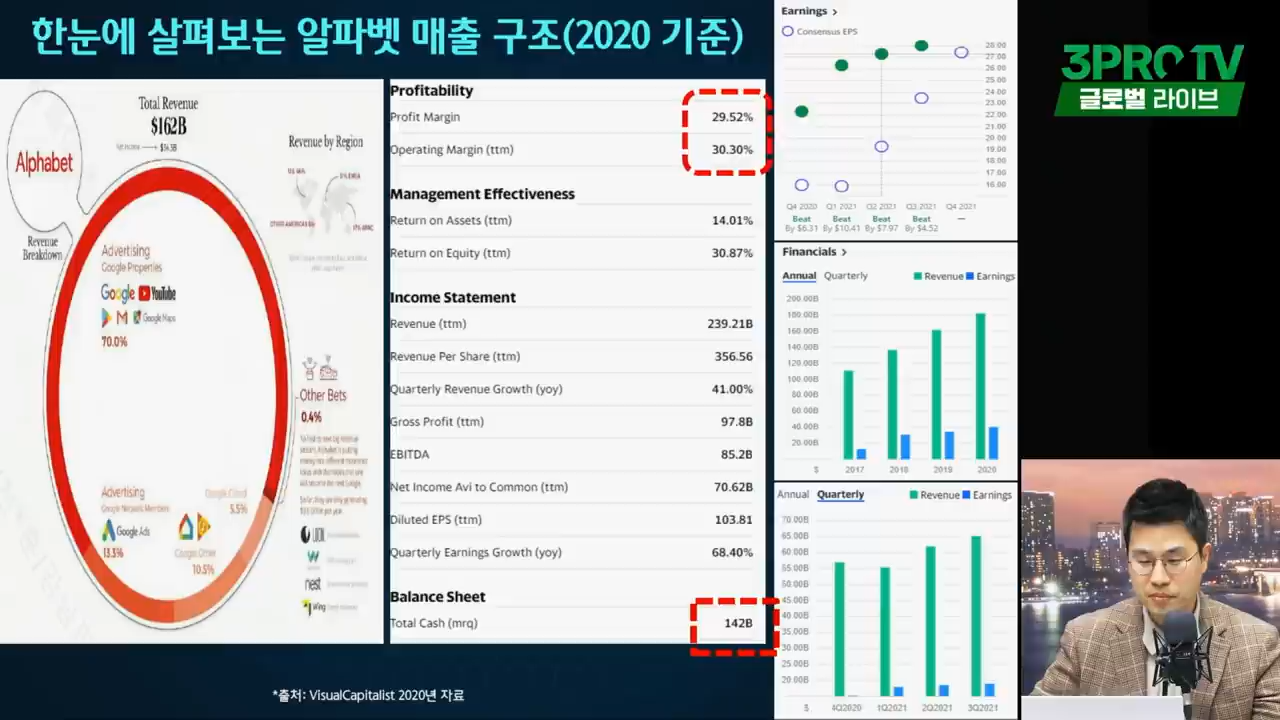 한눈에 살펴보는 알파벳 매출 구조(2020 기준)
Alphabet
Total Revenue
$162B
Net Income
Revenue by Region
OTHER AMERICAS
Revenue
Breakdown
Advertising
Google Properties
Google YouTube
Google Maps
70.0%
Other Bets
0.4%
Advertising
Google Network Members
Google Ads
13.3%
Google Cloud
5.5%
Google Other
10.5%
nest
Wing
Profitability
Profit Margin 29.52%
Operating Margin (ttm) 30.30%
Management Effectiveness
Return on Assets (ttm) 14.01%
Return on Equity (ttm) 30.87%
Income Statement
Revenue (ttm) 239.21B
Revenue Per Share (ttm) 356.56
Quarterly Revenue Growth (yoy) 41.00%
Gross Profit (ttm) 97.8B
EBITDA 85.2B
Net Income Avi to Common (ttm) 70.62B
Diluted EPS (ttm) 103.81
Quarterly Earnings Growth (yoy) 68.40%
Balance Sheet
Total Cash (mrq) 142B
*출처: VisualCapitalist 2020년 자료
Earnings >
Consensus EPS
28.00
27.00
26.00
25.00
24.00
23.00
22.00
21.00
20.00
19.00
18.00
17.00
16.00
Q4 2020 Q1 2021 Q2 2021 Q3 2021 Q4 2021
Beat Beat Beat Beat —
By $6.31 By $10.41 By $7.97 By $4.52
Financials >
Annual Quarterly Revenue Earnings
200.00B
180.00B
160.00B
140.00B
120.00B
100.00B
80.00B
60.00B
40.00B
20.00B
$ 2017 2018 2019 2020
Annual Quarterly Revenue Earnings
70.00B
65.00B
60.00B
55.00B
50.00B
45.00B
40.00B
35.00B
30.00B
25.00B
20.00B
$ 4Q2020 1Q2021 2Q2021 3Q2021
3PRO TV
글로벌 라이브